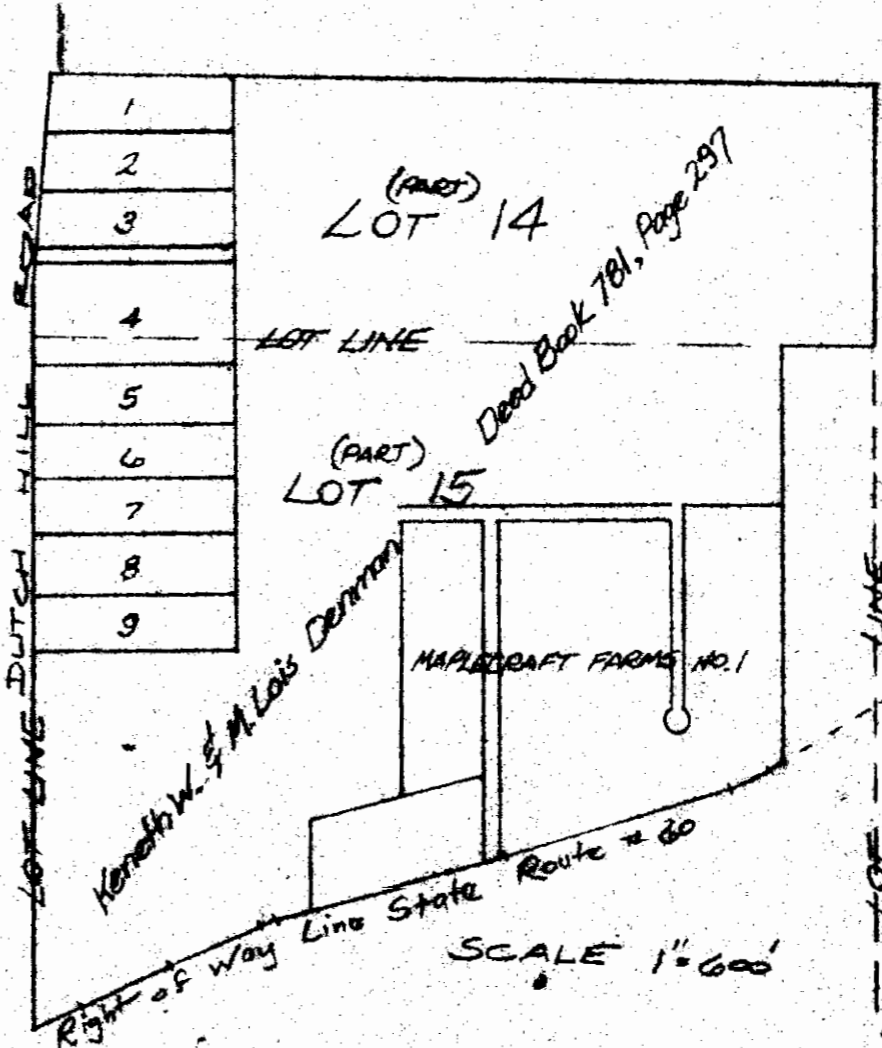 1
2
3
4
5
6
7
8
9
(PART)
LOT 14
Deed Book 781, Page 297
LOT LINE
(PART)
LOT 15
Kenneth W. & M. Lois Denman
MAPLECRAFT FARMS NO. 1
LOT LINE DUTCH HILL ROAD
LOT LINE
Right of Way Line State Route # 60
SCALE 1"=600'